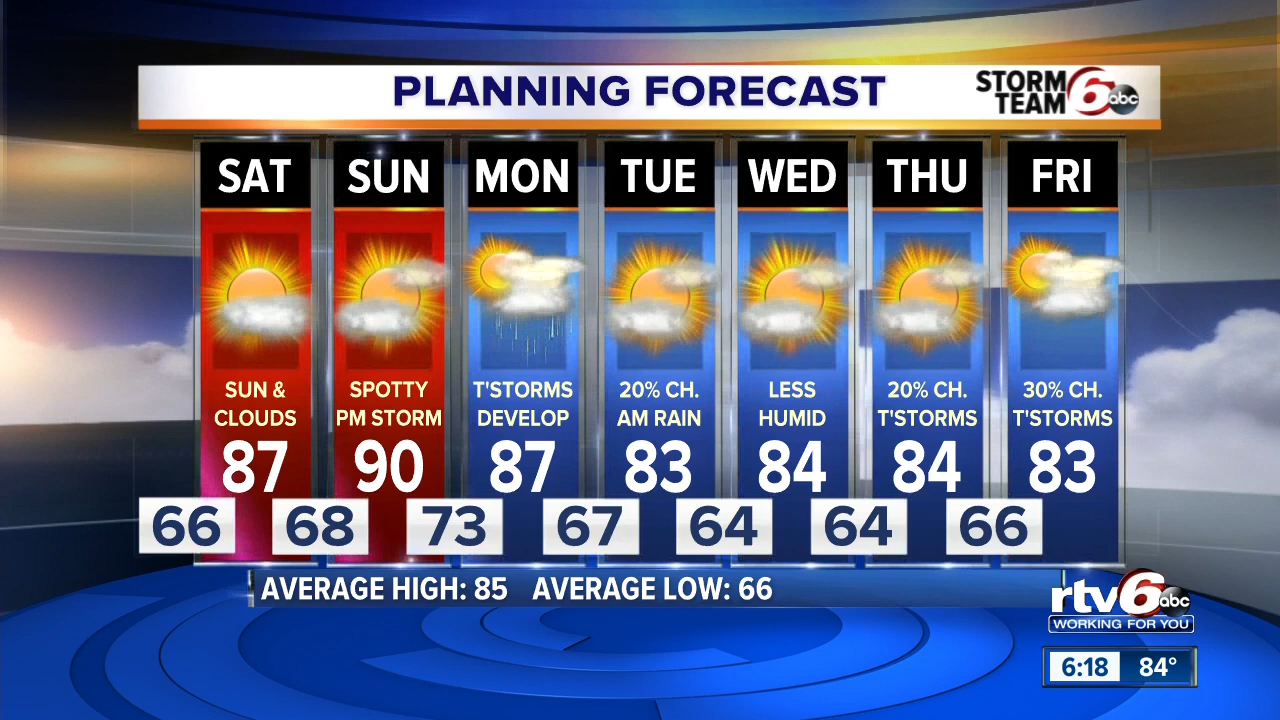 PLANNING FORECAST
STORM
TEAM 6 abc
SAT SUN MON TUE WED THU FRI
SUN &
CLOUDS
SPOTTY
PM STORM
T'STORMS
DEVELOP
20% CH.
AM RAIN
LESS
HUMID
20% CH.
T'STORMS
30% CH.
T'STORMS
87 90 87 83 84 84 83
66 68 73 67 64 64 66
AVERAGE HIGH: 85 AVERAGE LOW: 66
rtv6 abc
WORKING FOR YOU
6:18 84°